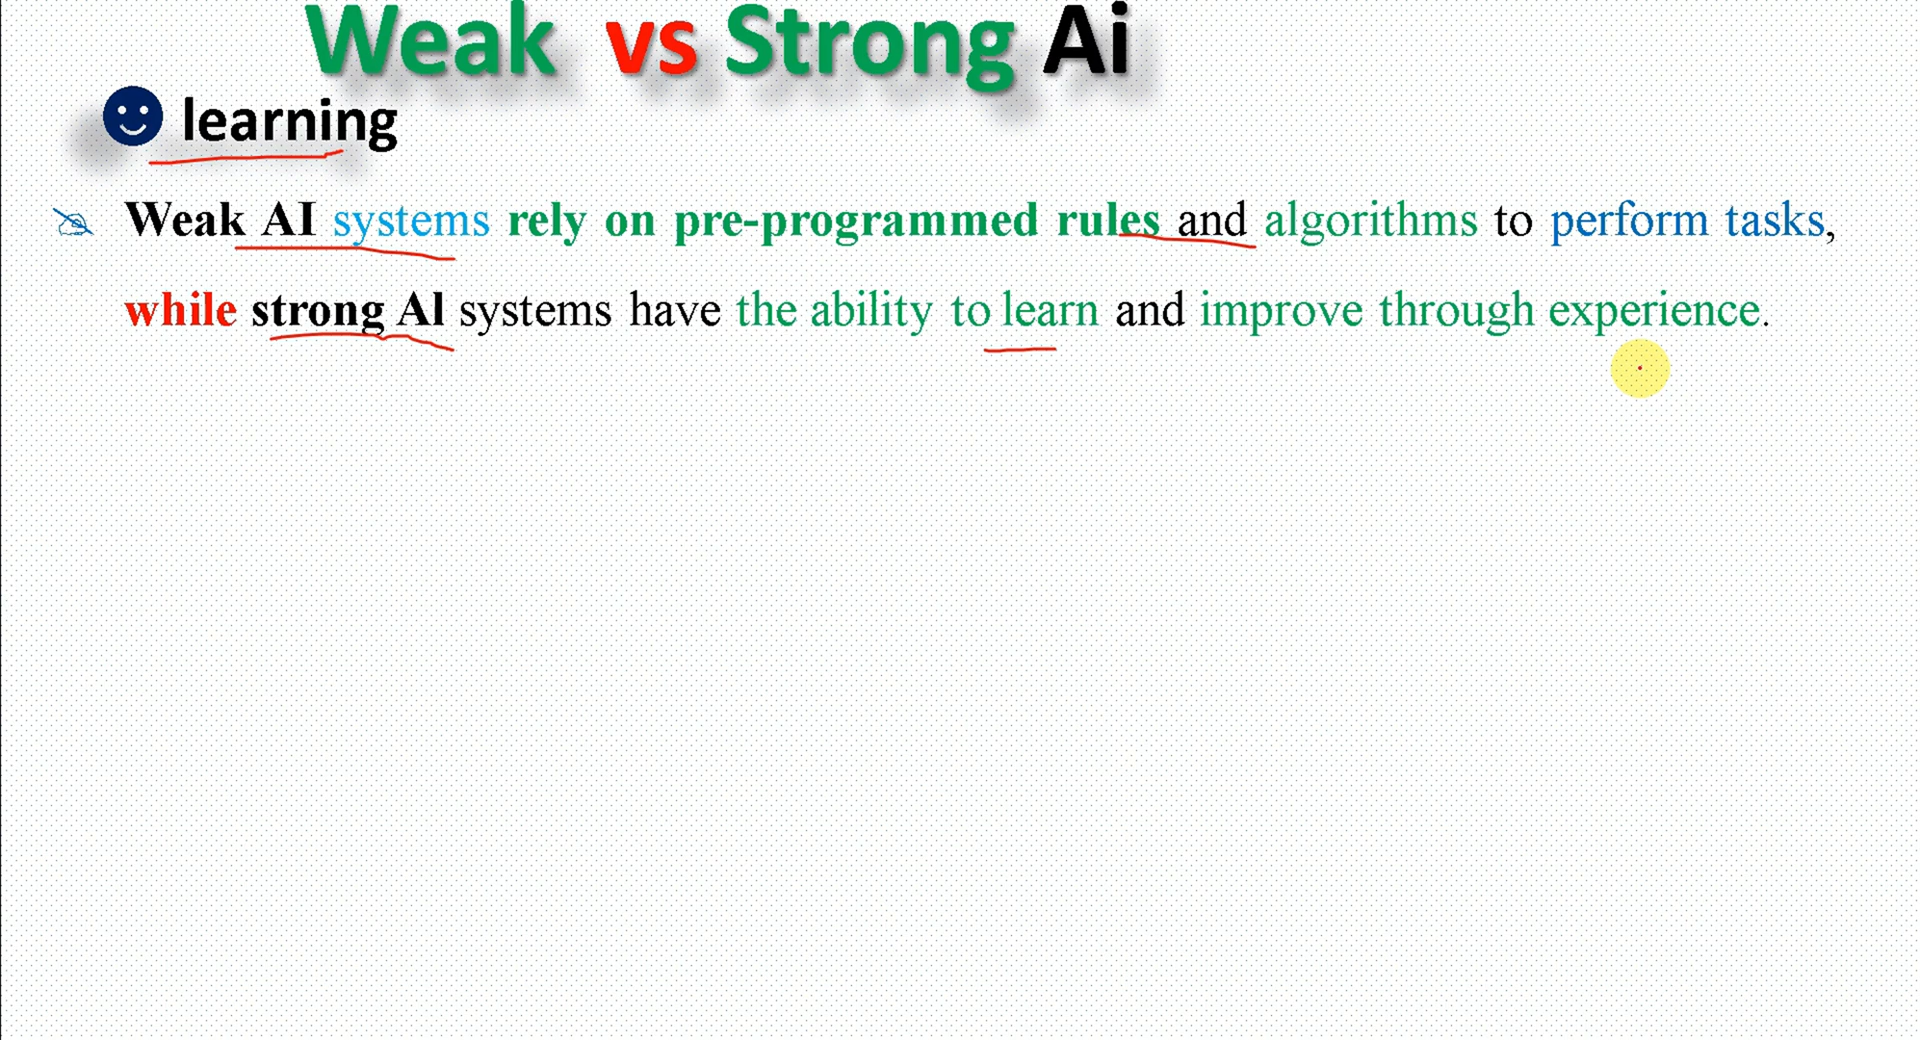 Weak vs Strong Ai
learning
Weak AI systems rely on pre-programmed rules and algorithms to perform tasks,
while strong AI systems have the ability to learn and improve through experience.